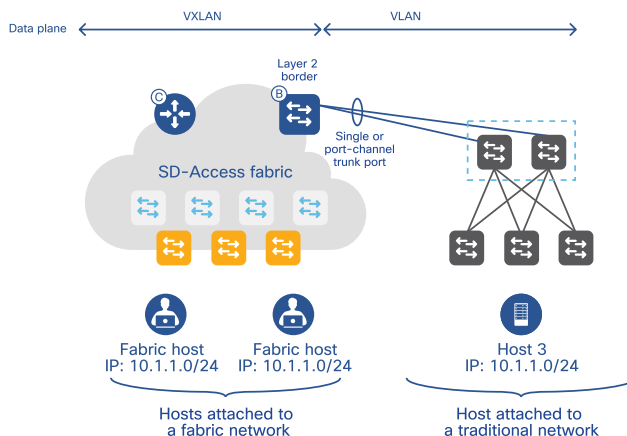 VXLAN
VLAN
Data plane
Layer 2
border
C
B
Single or
port-channel
trunk port
SD-Access fabric
Fabric host
IP: 10.1.1.0/24
Fabric host
IP: 10.1.1.0/24
Host 3
IP: 10.1.1.0/24
Hosts attached to
a fabric network
Host attached to
a traditional network